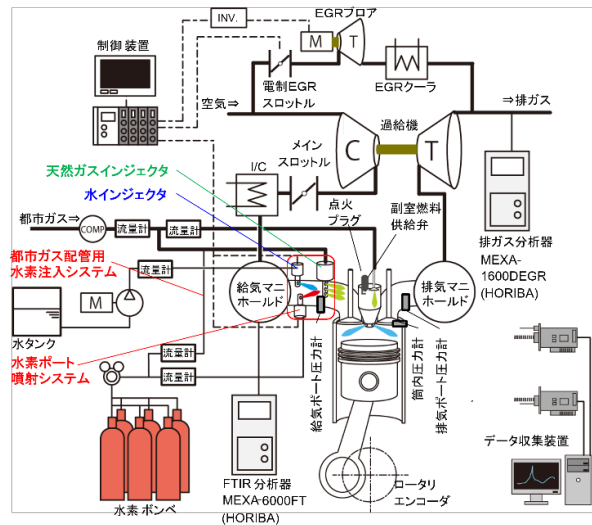 EGRブロア
INV.
M
T
制御装置
電制EGR
スロットル
EGRクーラ
空気⇒
⇒排ガス
過給機
メイン
スロットル
C
T
I/C
天然ガスインジェクタ
水インジェクタ
点火
プラグ
副室燃料
供給弁
都市ガス⇒
COMP
流量計
流量計
排ガス分析器
MEXA-
1600DEGR
(HORIBA)
都市ガス配管用
水素注入システム
流量計
給気マニ
ホールド
排気マニ
ホールド
M
水タンク
水素ポート
噴射システム
流量計
流量計
給気ポート圧力計
筒内圧力計
排気ポート圧力計
データ収集装置
FTIR 分析器
MEXA-6000FT
(HORIBA)
ロータリ
エンコーダ
水素 ボンベ